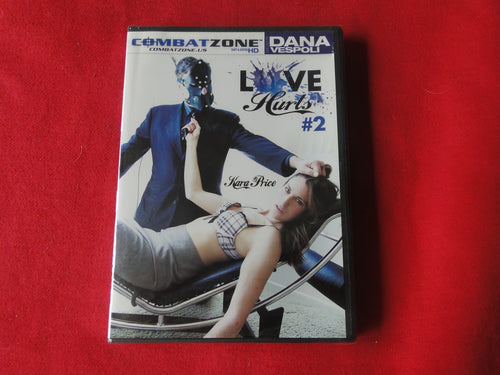 COMBATZONE
COMBATZONE.US
HD
DANA
VESPOLI
LOVE
Hurts
#2
Kara Price